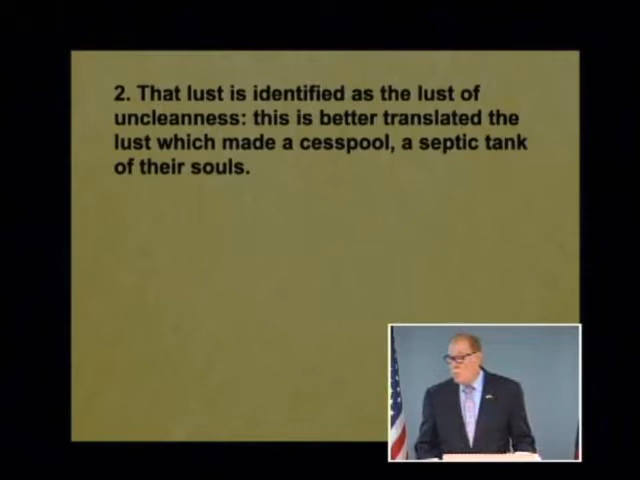 2. That lust is identified as the lust of
uncleanness: this is better translated the
lust which made a cesspool, a septic tank
of their souls.